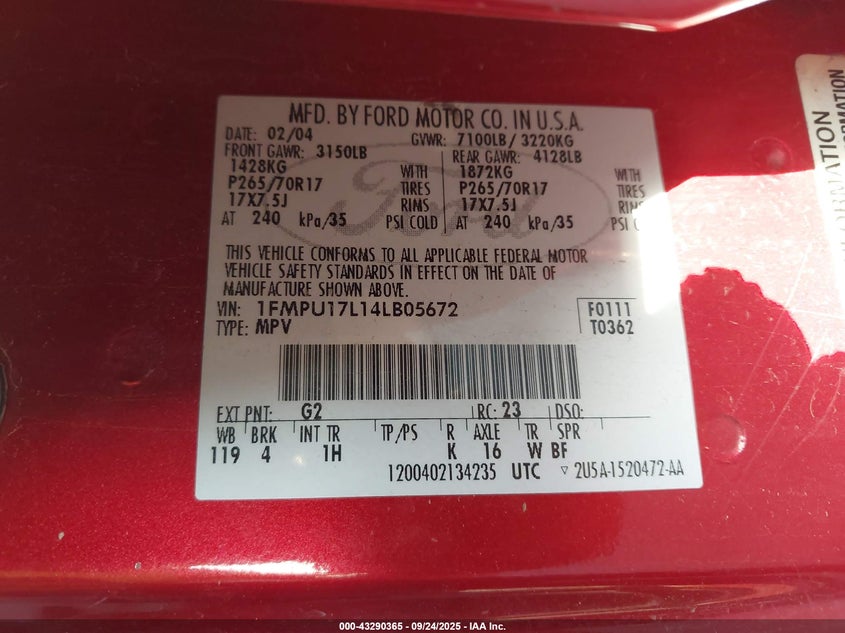 MFD. BY FORD MOTOR CO. IN U.S.A.
DATE: 02/04 GVWR: 7100LB / 3220KG
FRONT GAWR: 3150LB REAR GAWR: 4128LB
1428KG WITH 1872KG WITH
P265/70R17 TIRES P265/70R17 TIRES
17X7.5J RIMS 17X7.5J RIMS
AT 240 kPa/35 PSI COLD AT 240 kPa/35 PSI COLD
Ford
THIS VEHICLE CONFORMS TO ALL APPLICABLE FEDERAL MOTOR
VEHICLE SAFETY STANDARDS IN EFFECT ON THE DATE OF
MANUFACTURE SHOWN ABOVE.
VIN: 1FMPU17L14LB05672 F0111
TYPE: MPV T0362
EXT PNT: G2 RC: 23 DSO:
WB BRK INT TR TP/PS R AXLE TR SPR
119 4 1H K 16 W BF
1200402134235 UTC ▽ 2U5A-1520472-AA
FORMATION
ORMATION
000-43290365 - 09/24/2025 - IAA Inc.